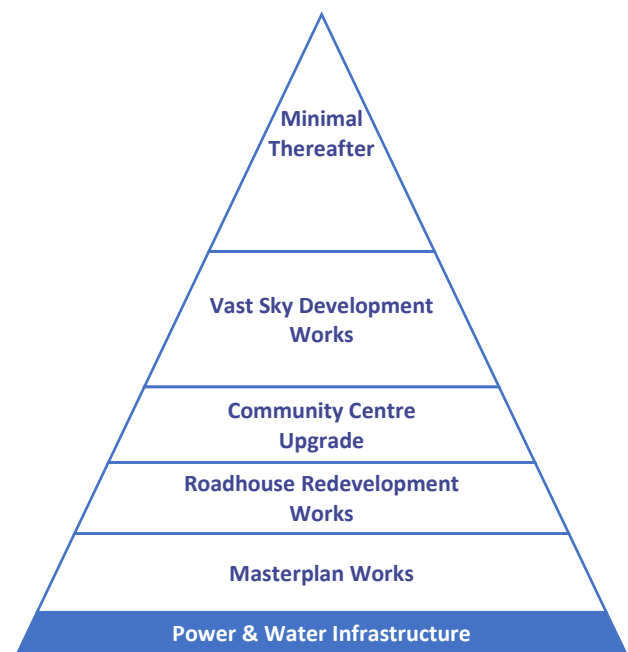 Minimal
Thereafter
Vast Sky Development
Works
Community Centre
Upgrade
Roadhouse Redevelopment
Works
Masterplan Works
Power & Water Infrastructure